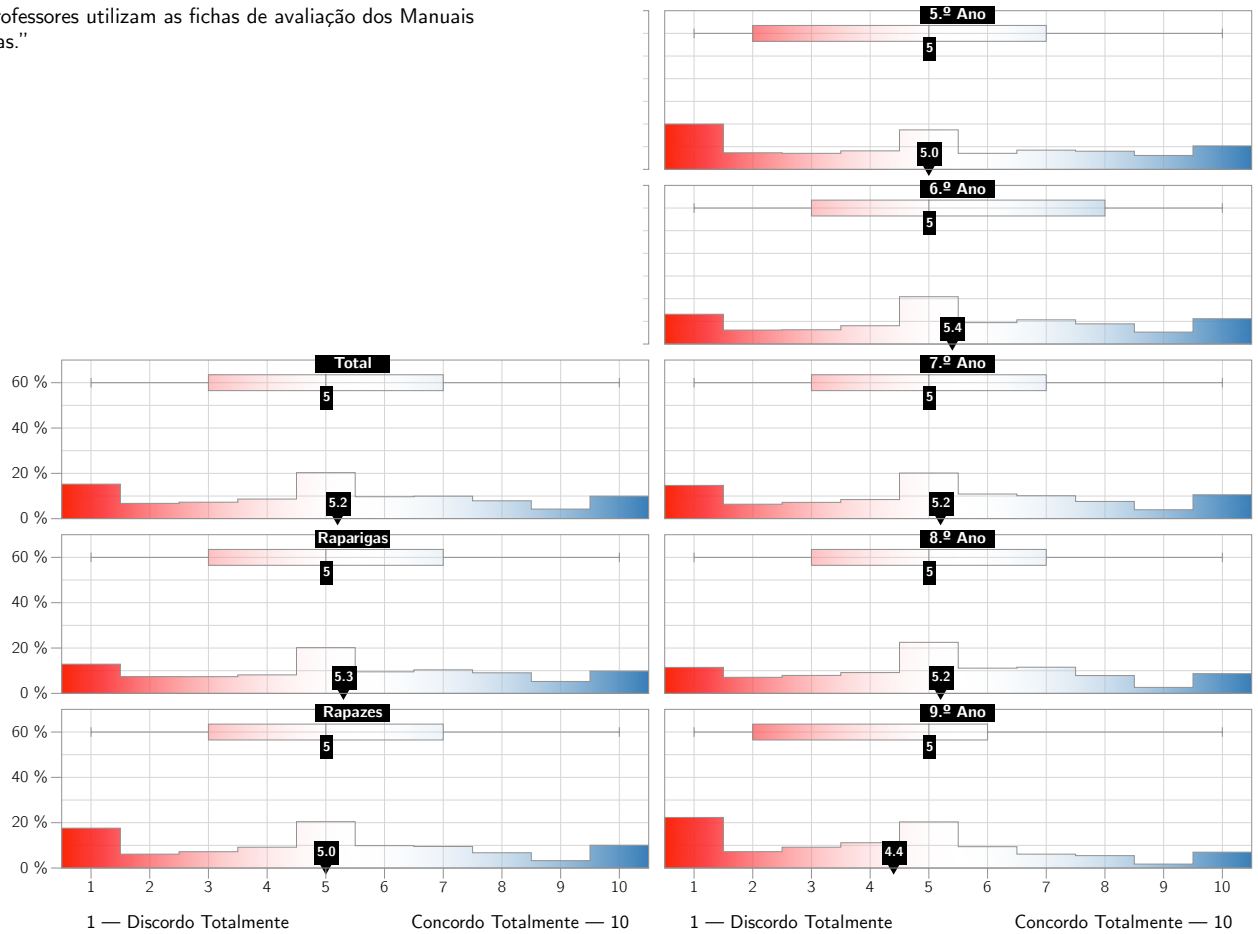 rofessores utilizam as fichas de avaliação dos Manuais
as.”
5.º Ano
5
5.0
6.º Ano
5
5.4
Total
60 %
5
40 %
20 %
5.2
0 %
7.º Ano
5
5.2
Raparigas
60 %
5
40 %
20 %
5.3
0 %
8.º Ano
5
5.2
Rapazes
60 %
5
40 %
20 %
5.0
0 %
1 2 3 4 5 6 7 8 9 10
1 — Discordo Totalmente Concordo Totalmente — 10
9.º Ano
5
4.4
1 2 3 4 5 6 7 8 9 10
1 — Discordo Totalmente Concordo Totalmente — 10